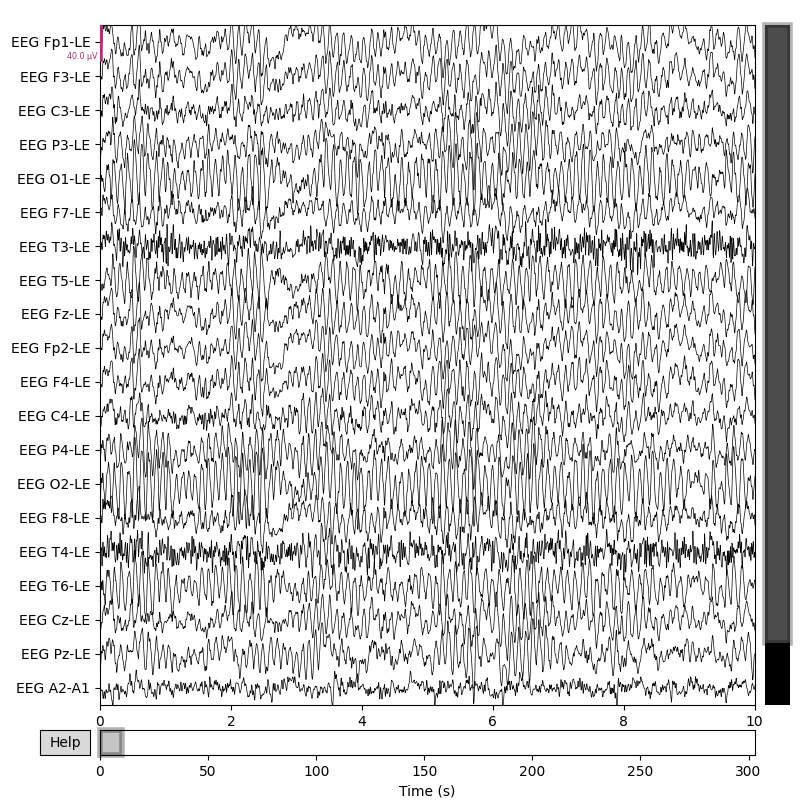 EEG Fp1-LE
40.0 µV
EEG F3-LE
EEG C3-LE
EEG P3-LE
EEG O1-LE
EEG F7-LE
EEG T3-LE
EEG T5-LE
EEG Fz-LE
EEG Fp2-LE
EEG F4-LE
EEG C4-LE
EEG P4-LE
EEG O2-LE
EEG F8-LE
EEG T4-LE
EEG T6-LE
EEG Cz-LE
EEG Pz-LE
EEG A2-A1
0 2 4 6 8 10
Help
0 50 100 150 200 250 300
Time (s)